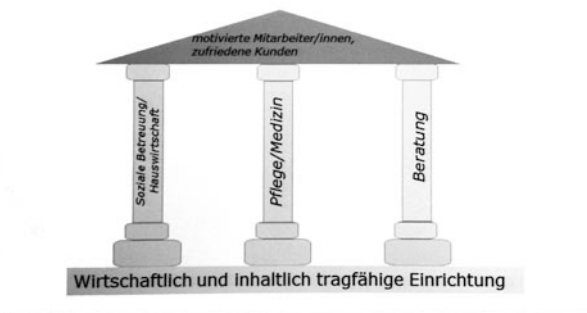 motivierte Mitarbeiter/innen,
zufriedene Kunden
Soziale Betreuung/
Hauswirtschaft
Pflege/Medizin
Beratung
Wirtschaftlich und inhaltlich tragfähige Einrichtung